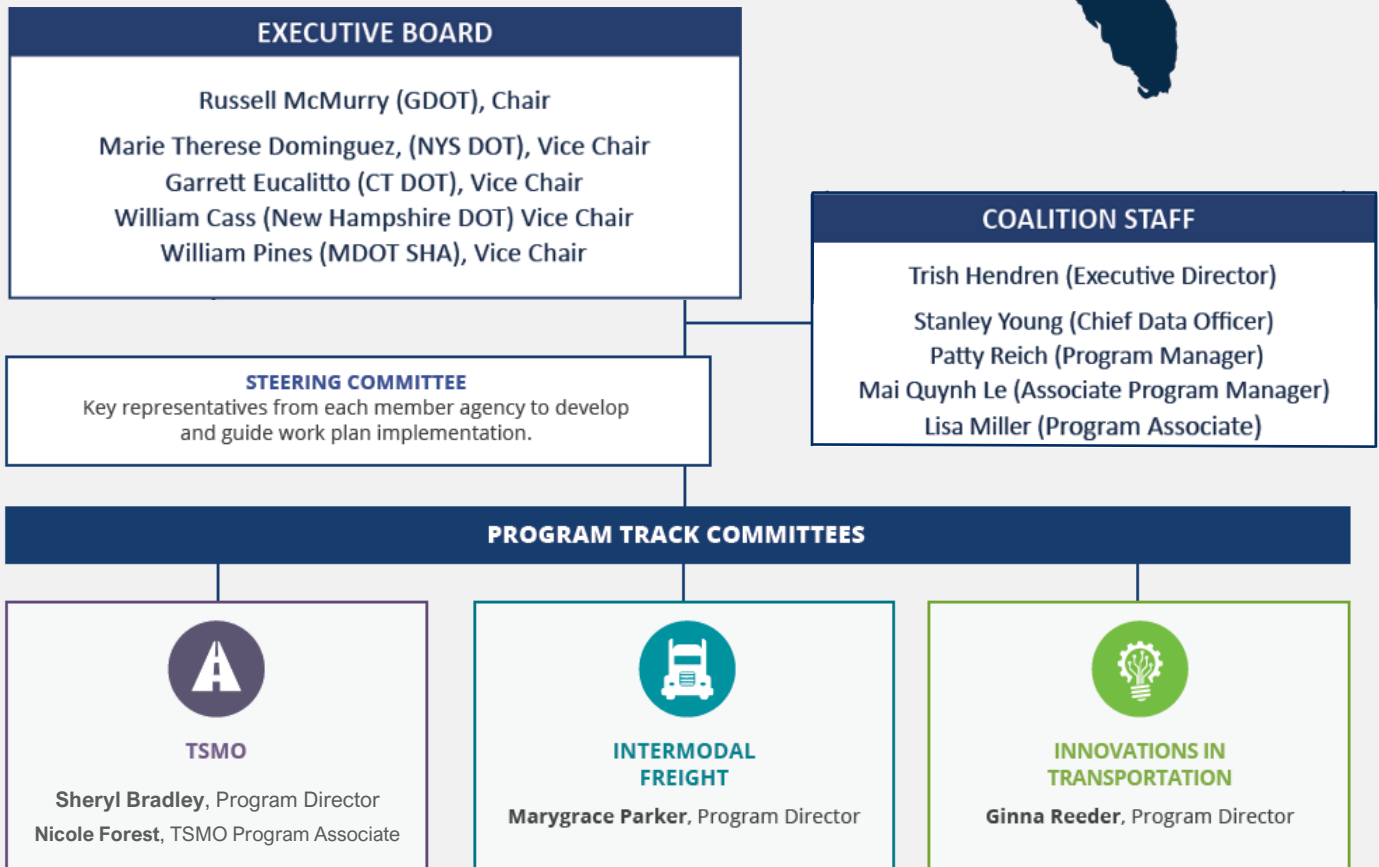 EXECUTIVE BOARD
Russell McMurry (GDOT), Chair
Marie Therese Dominguez, (NYS DOT), Vice Chair
Garrett Eucalitto (CT DOT), Vice Chair
William Cass (New Hampshire DOT) Vice Chair
William Pines (MDOT SHA), Vice Chair
COALITION STAFF
Trish Hendren (Executive Director)
Stanley Young (Chief Data Officer)
Patty Reich (Program Manager)
Mai Quynh Le (Associate Program Manager)
Lisa Miller (Program Associate)
STEERING COMMITTEE
Key representatives from each member agency to develop
and guide work plan implementation.
PROGRAM TRACK COMMITTEES
TSMO
Sheryl Bradley, Program Director
Nicole Forest, TSMO Program Associate
INTERMODAL
FREIGHT
Marygrace Parker, Program Director
INNOVATIONS IN
TRANSPORTATION
Ginna Reeder, Program Director